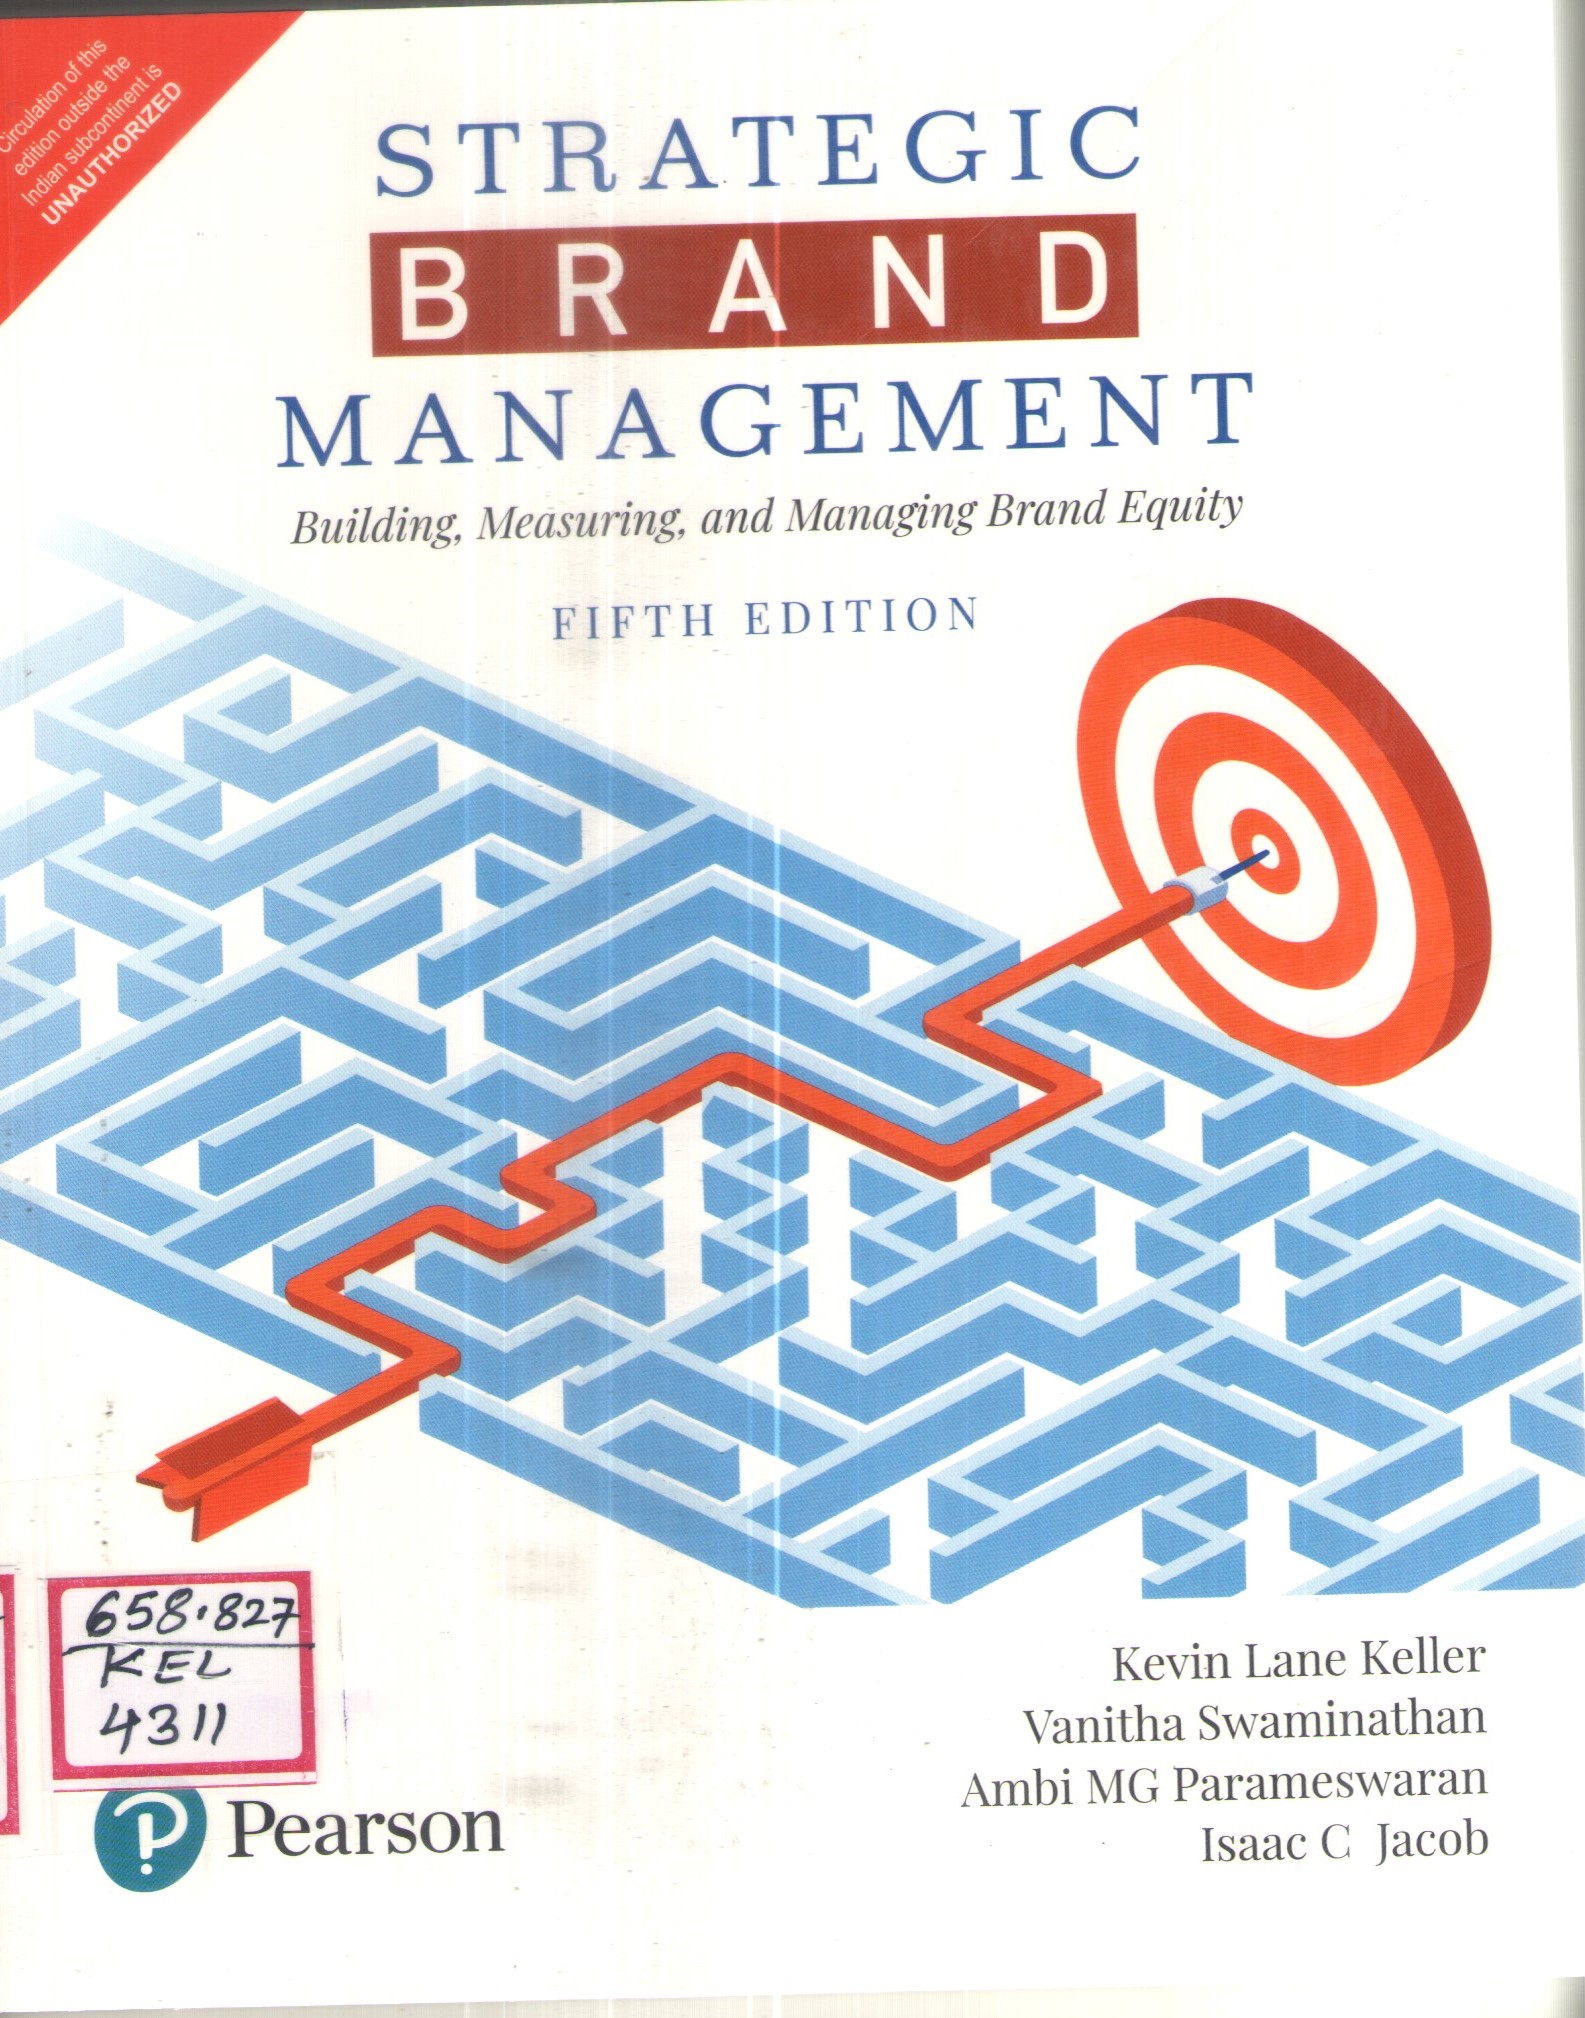 Circulation of this
edition outside the
Indian subcontinent is
UNAUTHORIZED
STRATEGIC
BRAND
MANAGEMENT
Building, Measuring, and Managing Brand Equity
FIFTH EDITION
658.827
KEL
4311
Kevin Lane Keller
Vanitha Swaminathan
Ambi MG Parameswaran
Isaac C Jacob
Pearson